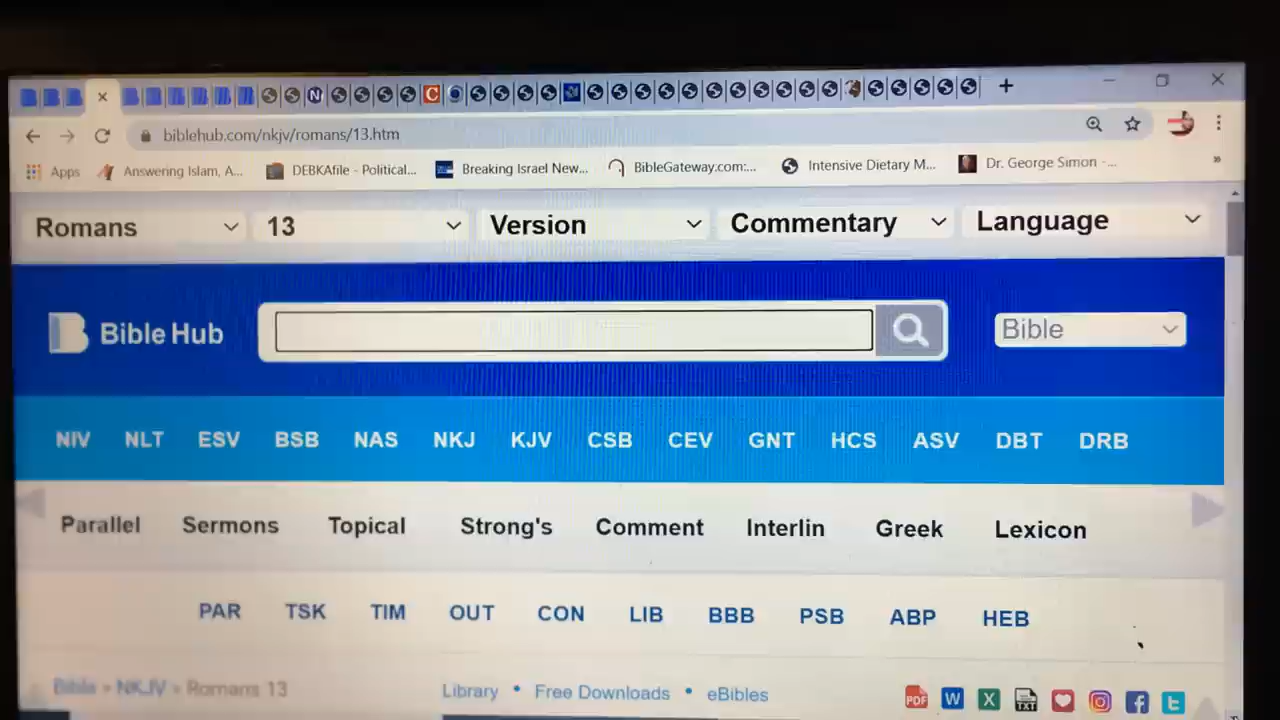 biblehub.com/nkjv/romans/13.htm
Apps Answering Islam, A... DEBKAfile - Political... Breaking Israel New... BibleGateway.com:... Intensive Dietary M... Dr. George Simon -... »
Romans 13 Version Commentary Language
Bible Hub Bible
NIV NLT ESV BSB NAS NKJ KJV CSB CEV GNT HCS ASV DBT DRB
Parallel Sermons Topical Strong's Comment Interlin Greek Lexicon
PAR TSK TIM OUT CON LIB BBB PSB ABP HEB
Bible » NKJV » Romans 13 Library • Free Downloads • eBibles PDF W X TXT f t